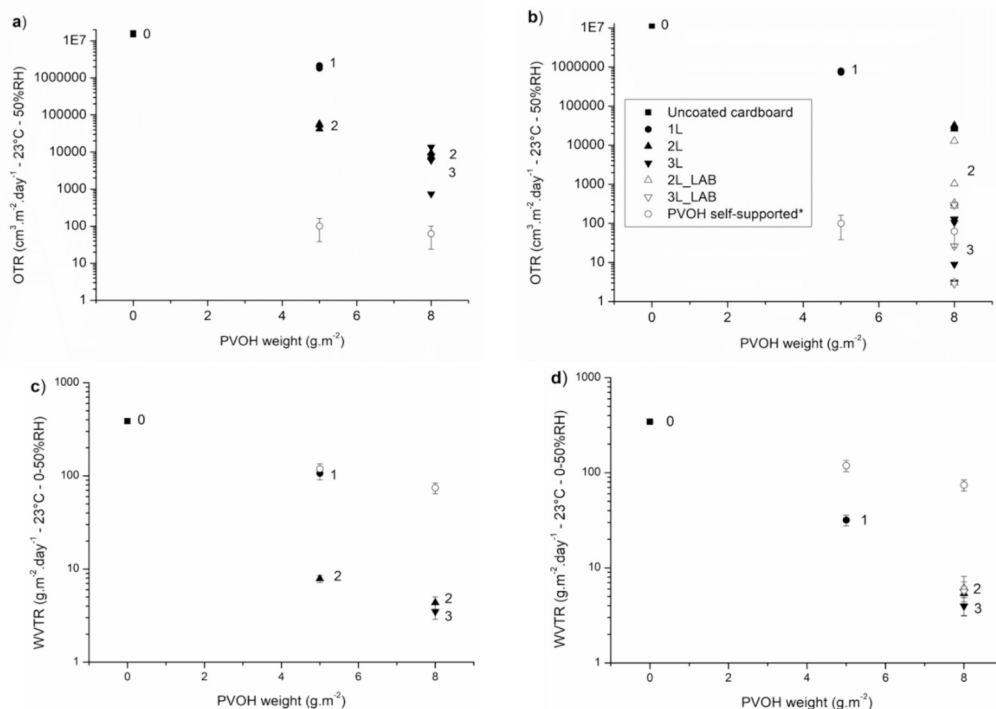 a)
1E7
1000000
100000
10000
1000
100
10
1
0
1
2
2
3
OTR (cm³.m⁻².day⁻¹ - 23°C - 50%RH)
0 2 4 6 8
PVOH weight (g.m⁻²)
b)
1E7
1000000
100000
10000
1000
100
10
1
0
1
2
3
Uncoated cardboard
1L
2L
3L
2L_LAB
3L_LAB
PVOH self-supported*
OTR (cm³.m⁻².day⁻¹ - 23°C - 50%RH)
0 2 4 6 8
PVOH weight (g.m⁻²)
c)
1000
100
10
1
0
1
2
2
3
WVTR (g.m⁻².day⁻¹ - 23°C - 0-50%RH)
0 2 4 6 8
PVOH weight (g.m⁻²)
d)
1000
100
10
1
0
1
2
3
WVTR (g.m⁻².day⁻¹ - 23°C - 0-50%RH)
0 2 4 6 8
PVOH weight (g.m⁻²)